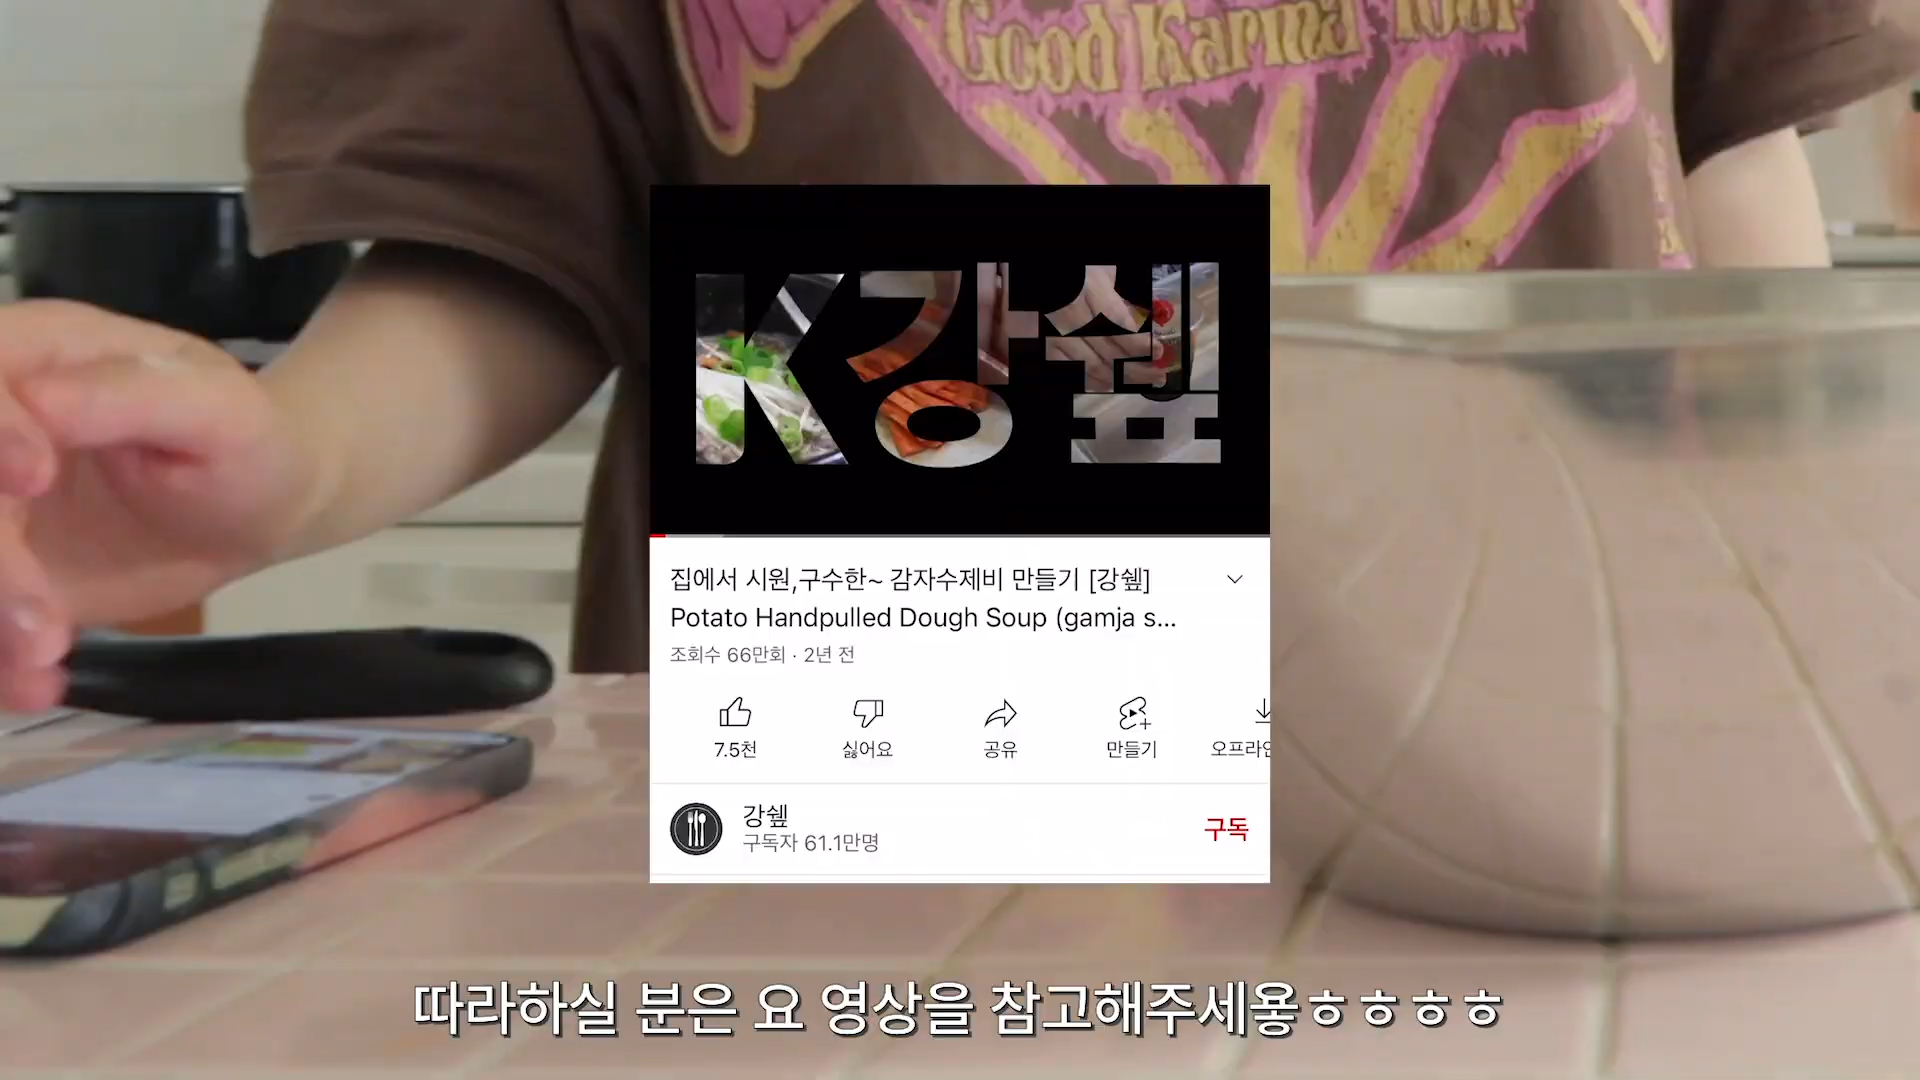 Good Karma Tour
K강쉪
집에서 시원,구수한~ 감자수제비 만들기 [강쉪]
Potato Handpulled Dough Soup (gamja s...
조회수 66만회 · 2년 전
7.5천
싫어요
공유
만들기
오프라인
강쉪
구독자 61.1만명
구독
따라하실 분은 요 영상을 참고해주세욯ㅎㅎㅎㅎ